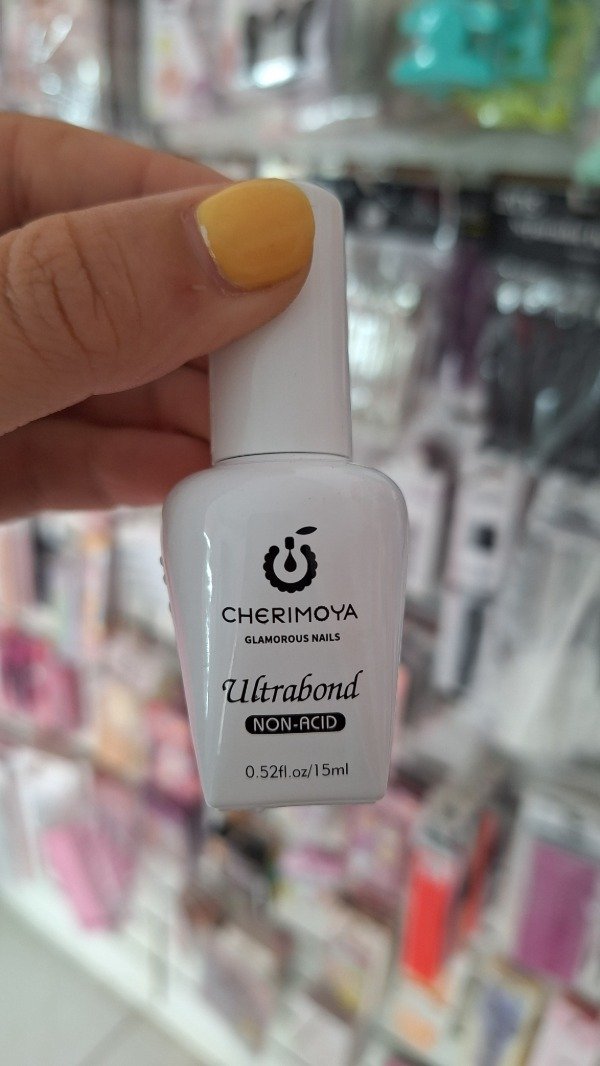 CHERIMOYA
GLAMOROUS NAILS
Ultrabond
NON-ACID
0.52fl.oz/15ml